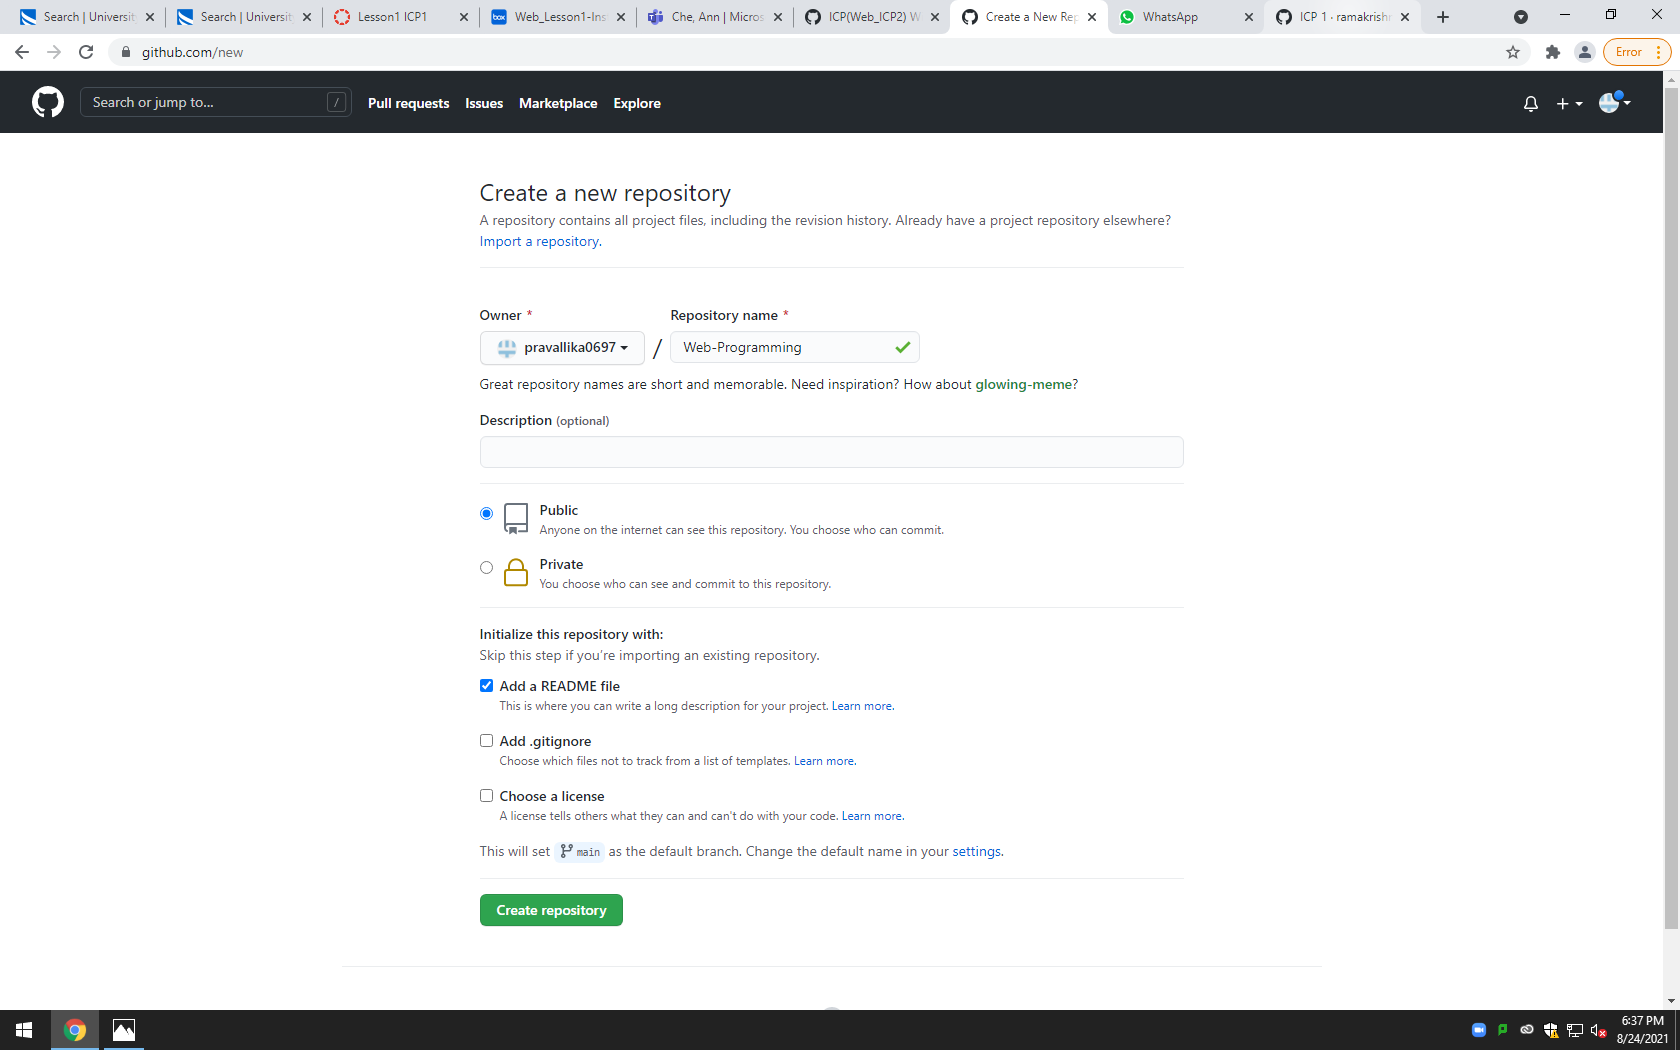 Search | Universit
Search | Universit
Lesson1 ICP1
Web_Lesson1-Ins
Che, Ann | Micros
ICP(Web_ICP2) W
Create a New Rep
WhatsApp
ICP 1 · ramakrishn
github.com/new
Error
Search or jump to...
/
Pull requests
Issues
Marketplace
Explore
Create a new repository
A repository contains all project files, including the revision history. Already have a project repository elsewhere?
Import a repository.
Owner *
Repository name *
pravallika0697
/
Web-Programming
Great repository names are short and memorable. Need inspiration? How about glowing-meme?
Description (optional)
Public
Anyone on the internet can see this repository. You choose who can commit.
Private
You choose who can see and commit to this repository.
Initialize this repository with:
Skip this step if you're importing an existing repository.
Add a README file
This is where you can write a long description for your project. Learn more.
Add .gitignore
Choose which files not to track from a list of templates. Learn more.
Choose a license
A license tells others what they can and can't do with your code. Learn more.
This will set main as the default branch. Change the default name in your settings.
Create repository
6:37 PM
8/24/2021